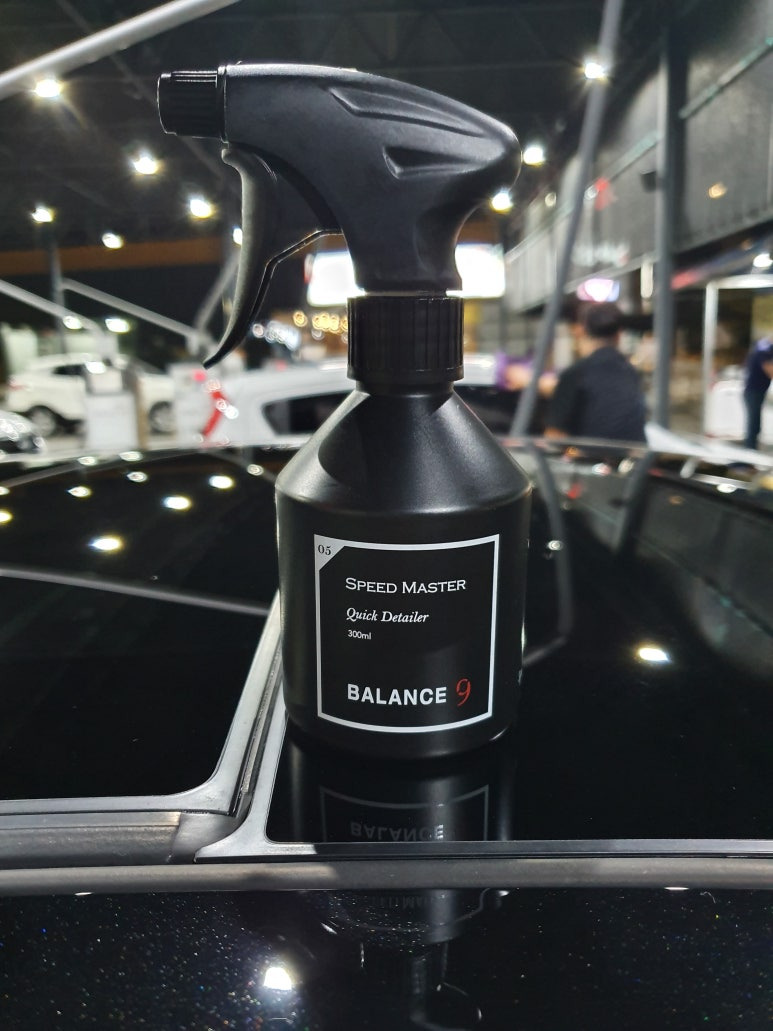 05
SPEED MASTER
Quick Detailer
300ml
BALANCE 9